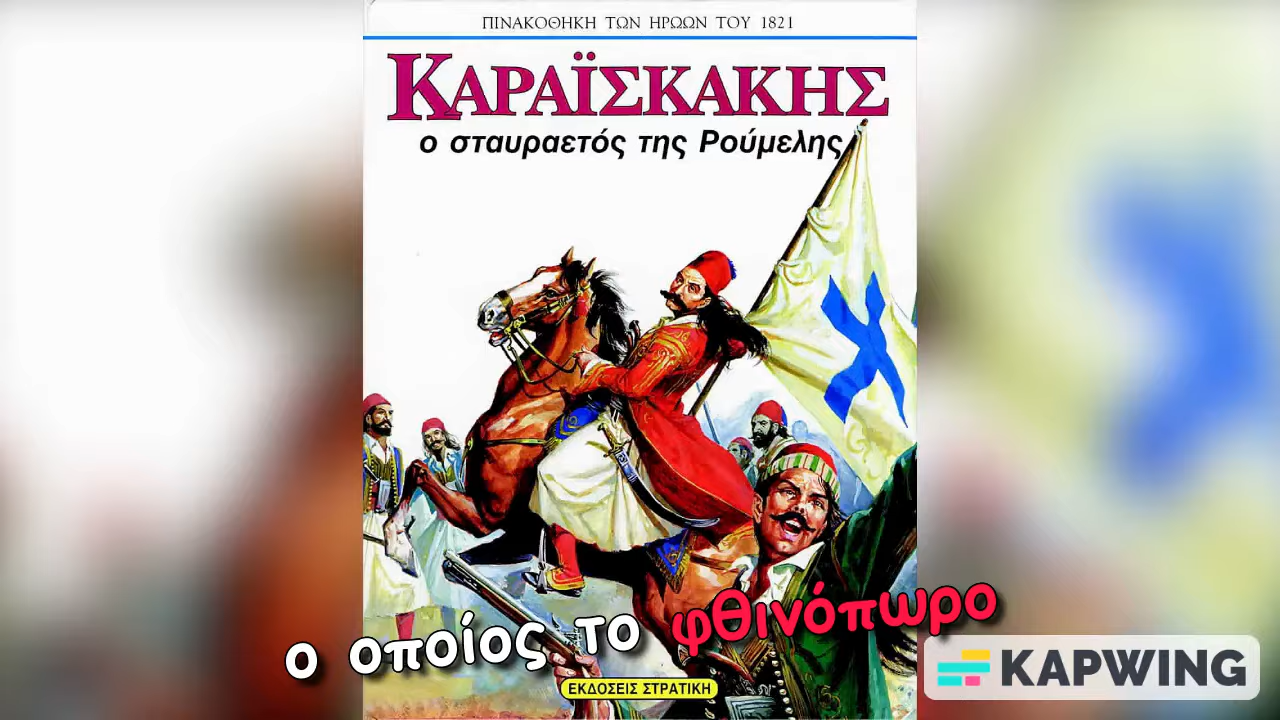 ΠΙΝΑΚΟΘΗΚΗ ΤΩΝ ΗΡΩΩΝ ΤΟΥ 1821
ΚΑΡΑΪΣΚΑΚΗΣ
ο σταυραετός της Ρούμελης
ο οποίος το φθινόπωρο
KAPWING
ΕΚΔΟΣΕΙΣ ΣΤΡΑΤΙΚΗ